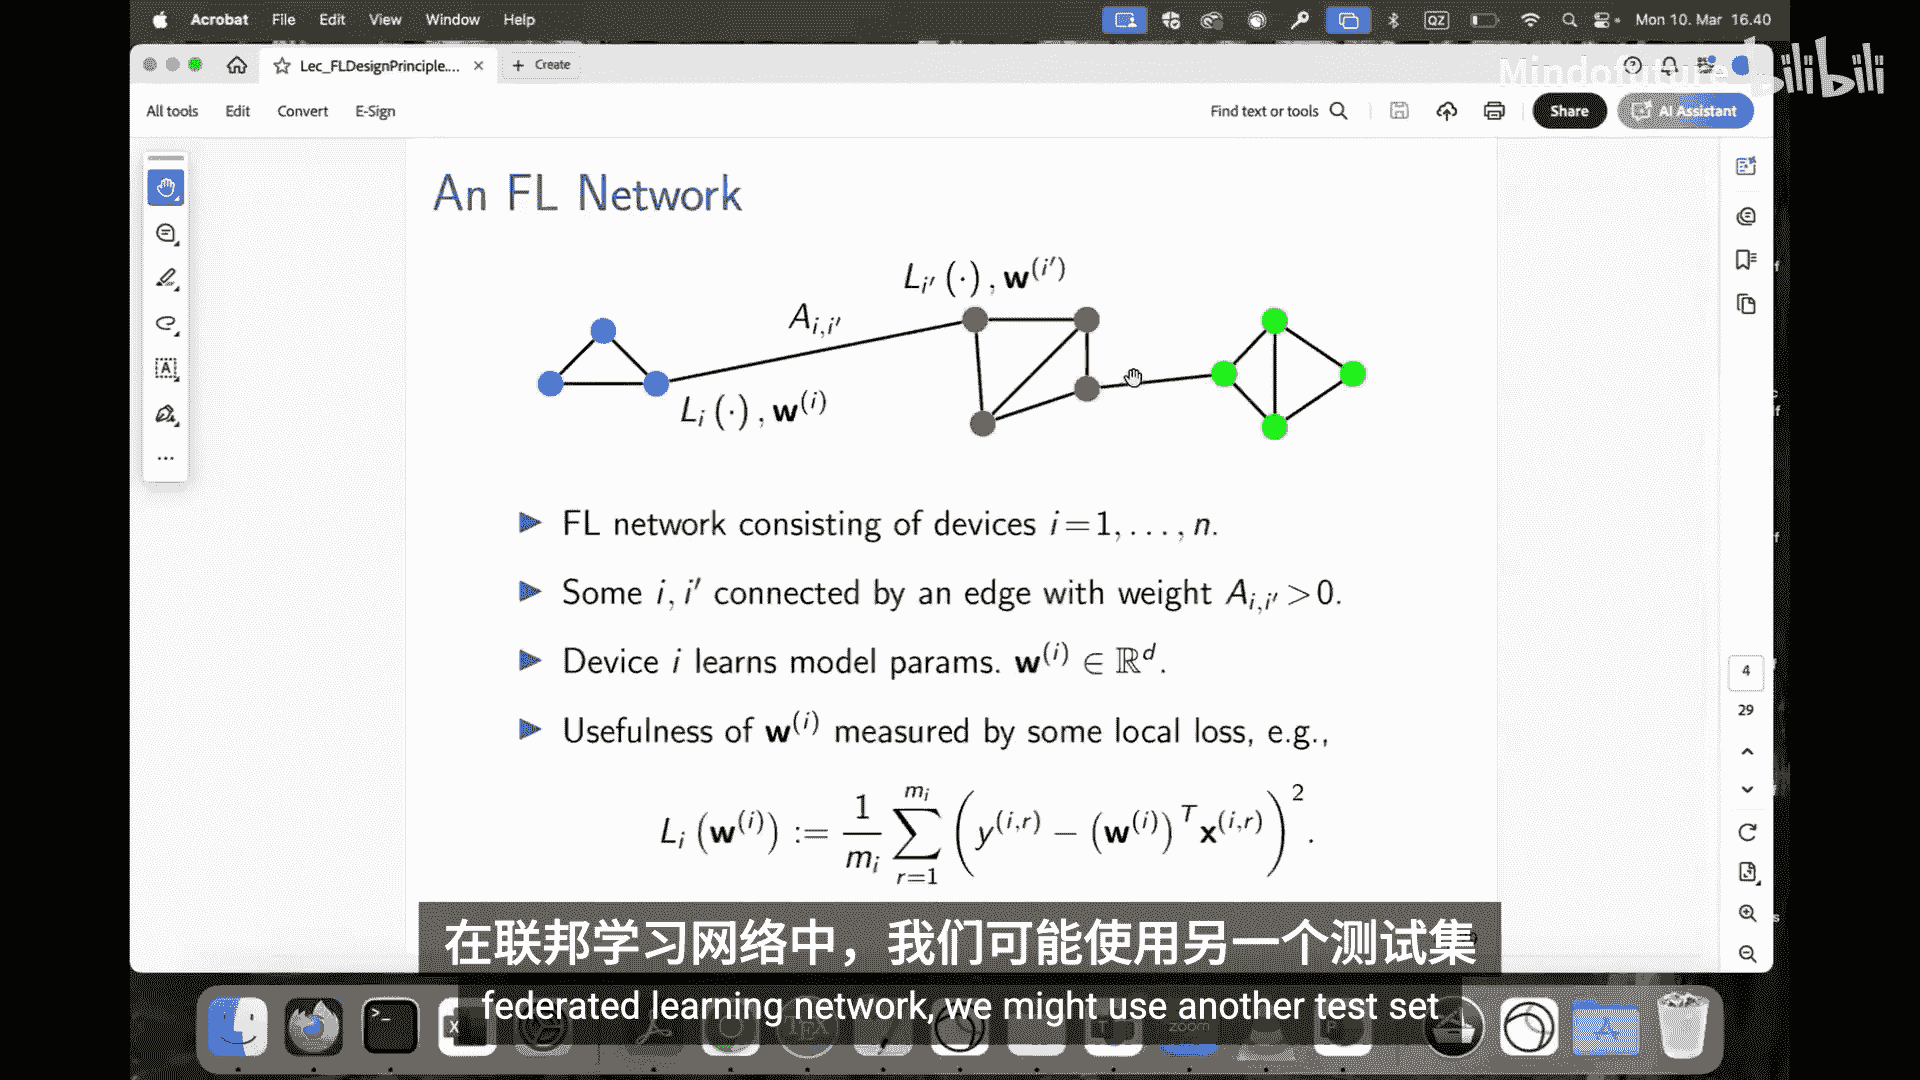 Acrobat File Edit View Window Help
QZ
Mon 10. Mar 16.40
Lec_FLDesignPrinciple....
Create
Mindofuture bilibili
All tools Edit Convert E-Sign
Find text or tools
Share
AI Assistant
An FL Network
L_{i'}(·), w^{(i')}
A_{i,i'}
L_i(·), w^{(i)}
FL network consisting of devices i=1,...,n.
Some i, i' connected by an edge with weight A_{i,i'} >0.
Device i learns model params. w^{(i)} ∈ ℝ^d.
Usefulness of w^{(i)} measured by some local loss, e.g.,
L_i (w^{(i)}) := \frac{1}{m_i} \sum_{r=1}^{m_i} (y^{(i,r)} − (w^{(i)})^T x^{(i,r)})^2.
4
29
在联邦学习网络中，我们可能使用另一个测试集
federated learning network, we might use another test set
zoom